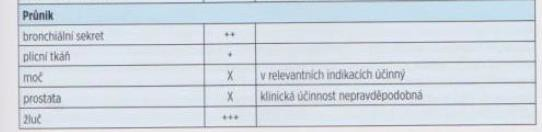 Průnik
bronchiální sekret ++
plicní tkáň +
moč X v relevantních indikacích účinný
prostata X klinická účinnost nepravděpodobná
žluč +++